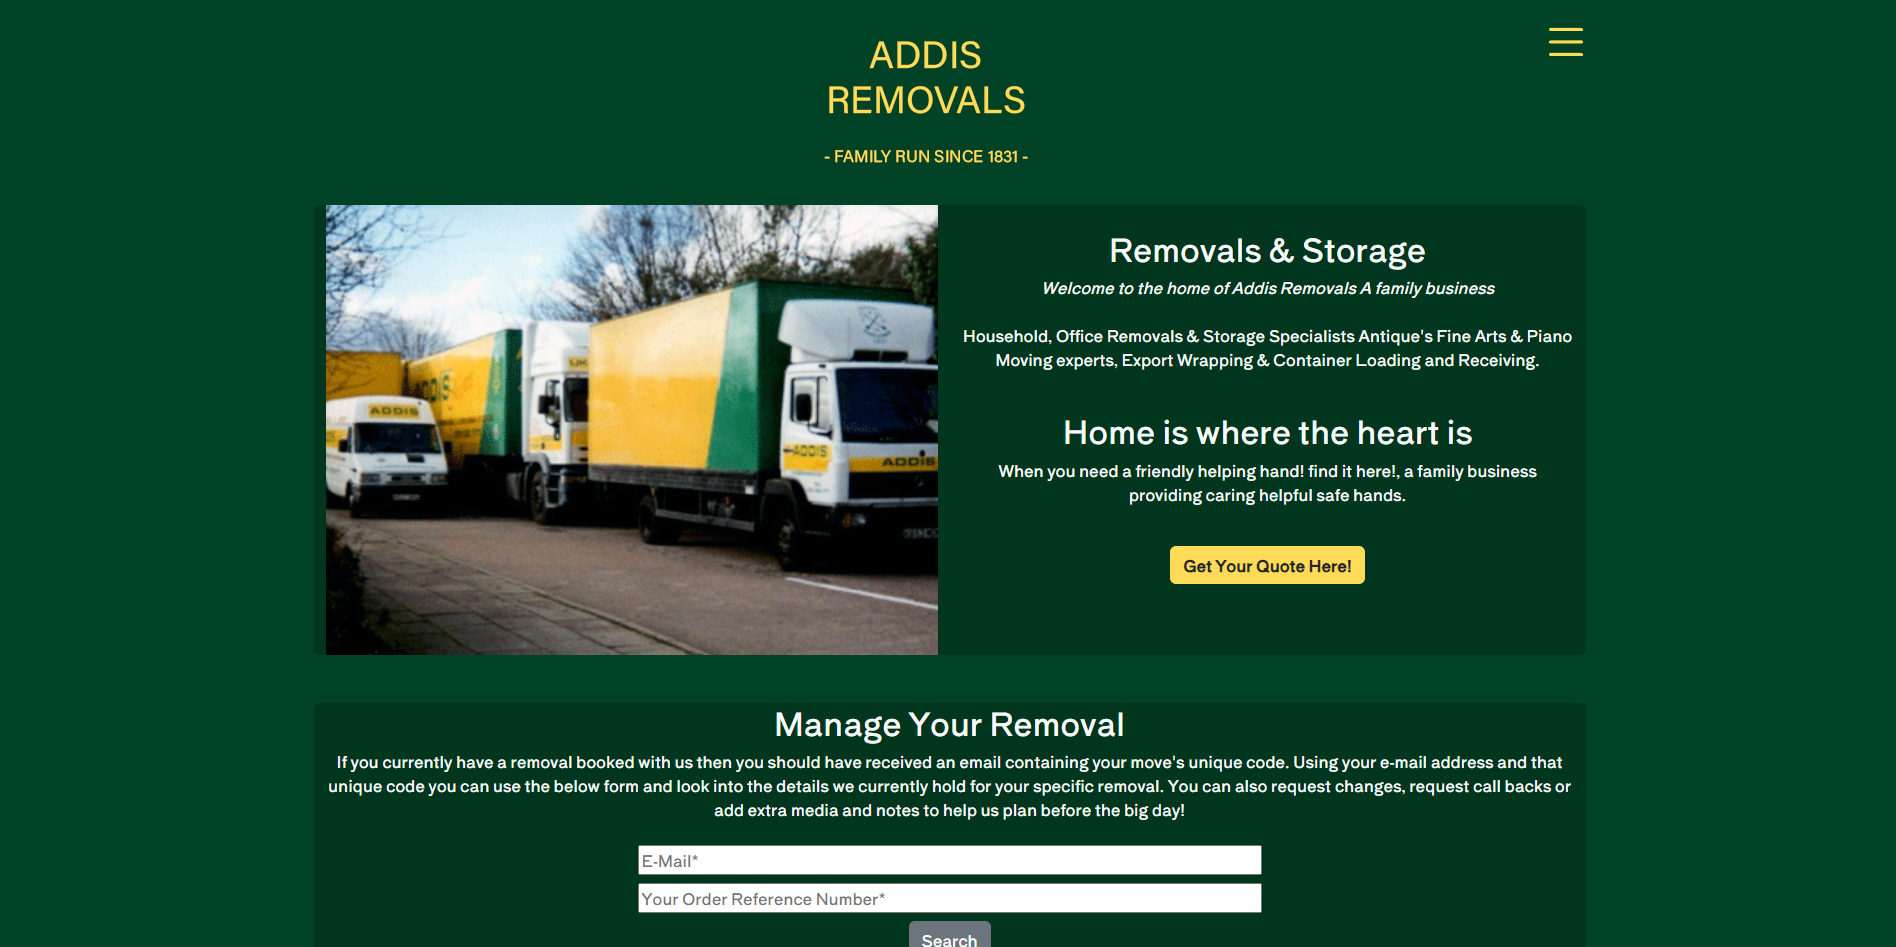 ADDIS
REMOVALS
- FAMILY RUN SINCE 1831 -
ADDIS
UK
ADDIS
ADDIS
Removals & Storage
Welcome to the home of Addis Removals A family business
Household, Office Removals & Storage Specialists Antique's Fine Arts & Piano
Moving experts, Export Wrapping & Container Loading and Receiving.
Home is where the heart is
When you need a friendly helping hand! find it here!, a family business
providing caring helpful safe hands.
Get Your Quote Here!
Manage Your Removal
If you currently have a removal booked with us then you should have received an email containing your move's unique code. Using your e-mail address and that
unique code you can use the below form and look into the details we currently hold for your specific removal. You can also request changes, request call backs or
add extra media and notes to help us plan before the big day!
E-Mail*
Your Order Reference Number*
Search